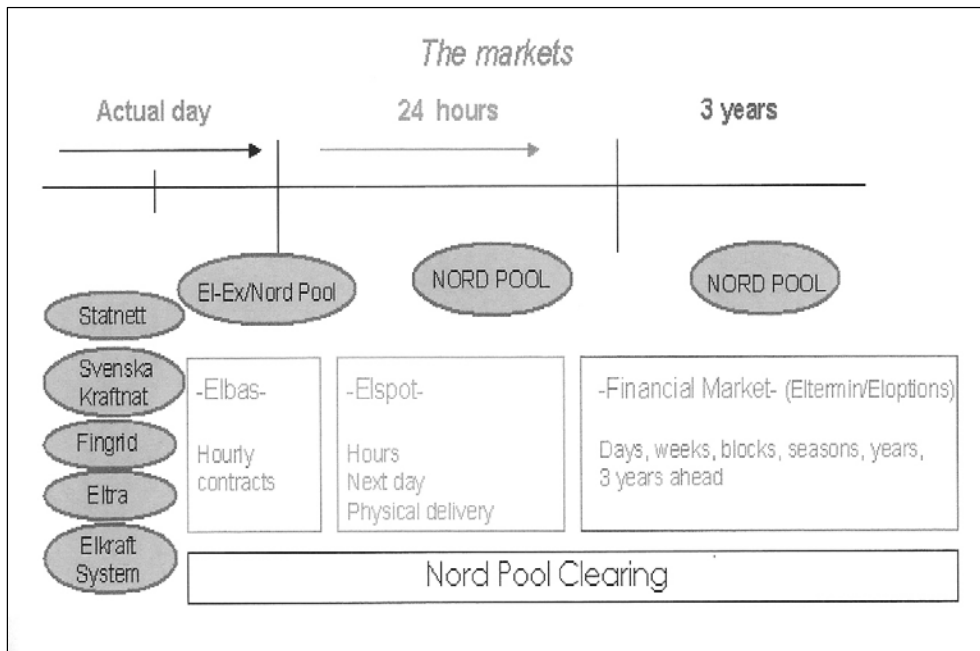 The markets
Actual day
24 hours
3 years
El-Ex/Nord Pool
NORD POOL
NORD POOL
Statnett
Svenska
Kraftnat
Fingrid
Eltra
Elkraft
System
-Elbas-
Hourly
contracts
-Elspot-
Hours
Next day
Physical delivery
-Financial Market- (Eltermin/Eloptions)
Days, weeks, blocks, seasons, years,
3 years ahead
Nord Pool Clearing